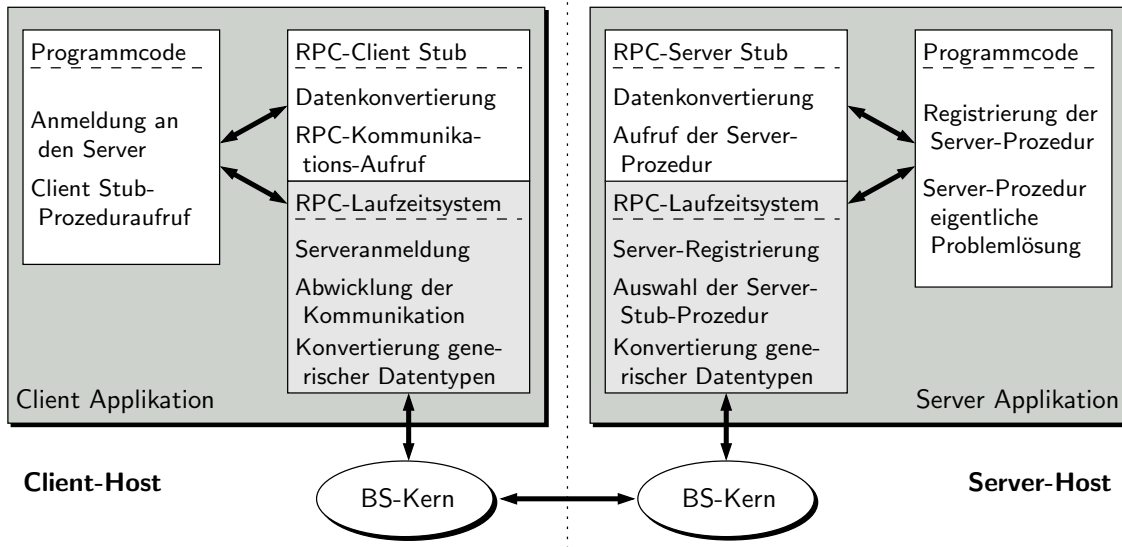 Programmcode
Anmeldung an
den Server
Client Stub-
Prozeduraufruf
RPC-Client Stub
Datenkonvertierung
RPC-Kommunika-
tions-Aufruf
RPC-Laufzeitsystem
Serveranmeldung
Abwicklung der
Kommunikation
Konvertierung gene-
rischer Datentypen
Client Applikation
RPC-Server Stub
Datenkonvertierung
Aufruf der Server-
Prozedur
RPC-Laufzeitsystem
Server-Registrierung
Auswahl der Server-
Stub-Prozedur
Konvertierung gene-
rischer Datentypen
Programmcode
Registrierung der
Server-Prozedur
Server-Prozedur
eigentliche
Problemlösung
Server Applikation
Client-Host
BS-Kern
BS-Kern
Server-Host